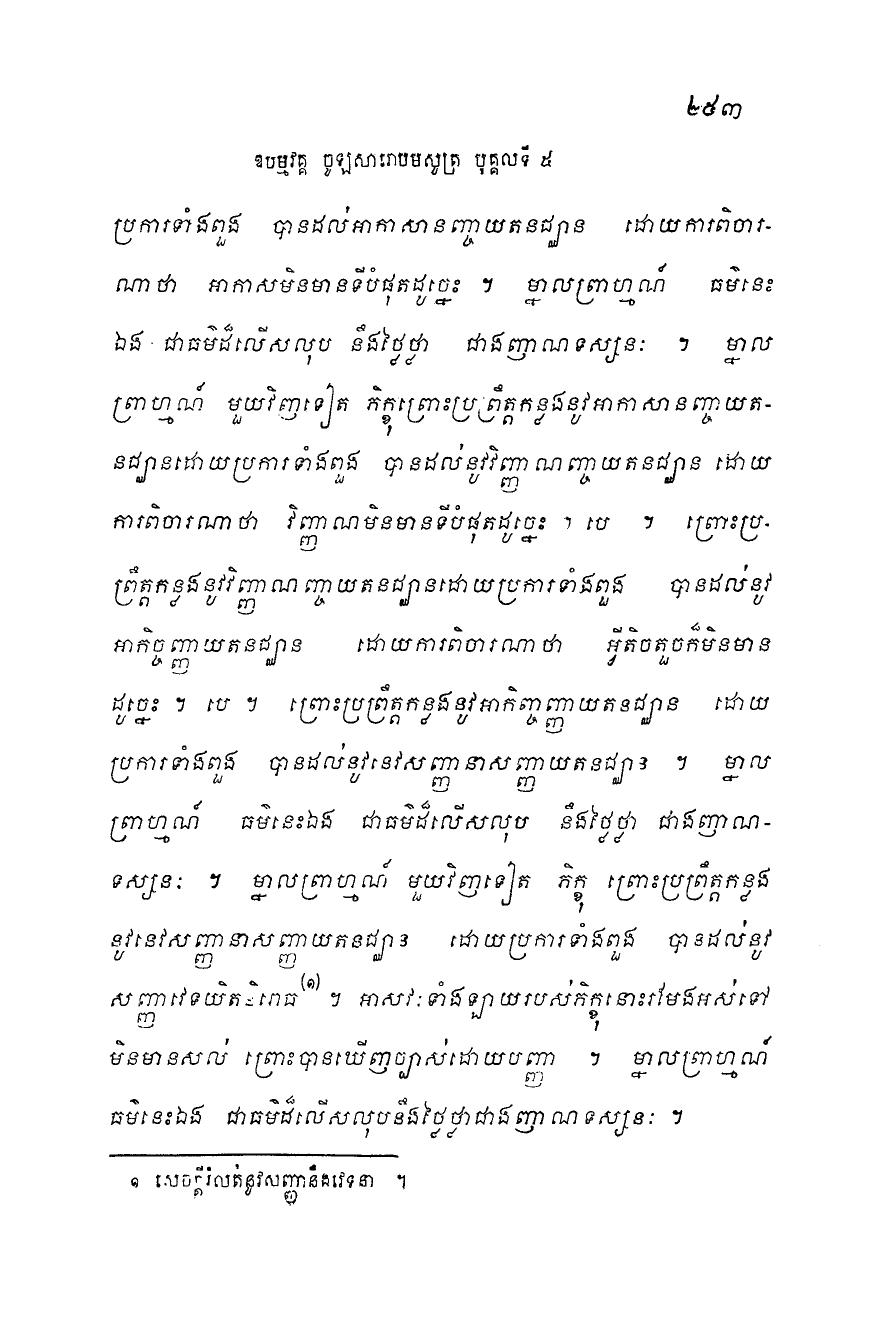 ២៥៣
ឧបម្មវគ្គ ចូឡសារោបមសូត្រ បុគ្គលទី ៥
ប្រការទាំងពួង បានដល់អាកាសានញ្ចាយតនជ្ឈាន ដោយការពិចារ-
ណាថា អាកាសមិនមានទីបំផុតដូច្នេះ ។ ម្នាលព្រាហ្មណ៍ ធម៌នេះ
ឯង ជាធម៌ដ៏លើសលុប នឹងថ្លៃថ្លា ជាងញាណទស្សនៈ ។ ម្នាល
ព្រាហ្មណ៍ មួយវិញទៀត ភិក្ខុព្រោះប្រព្រឹត្តកន្លងនូវអាកាសានញ្ចាយត-
នជ្ឈានដោយប្រការទាំងពួង បានដល់នូវវិញ្ញាណញ្ចាយតនជ្ឈាន ដោយ
ការពិចារណាថា វិញ្ញាណមិនមានទីបំផុតដូច្នេះ ។ បេ ។ ព្រោះប្រ-
ព្រឹត្តកន្លងនូវវិញ្ញាណញ្ចាយតនជ្ឈានដោយប្រការទាំងពួង បានដល់នូវ
អាកិច្ចញ្ញាយតនជ្ឈាន ដោយការពិចារណាថា អ្វីតិចតួចក៏មិនមាន
ដូច្នេះ ។ បេ ។ ព្រោះប្រព្រឹត្តកន្លងនូវអាកិញ្ចញ្ញាយតនជ្ឈាន ដោយ
ប្រការទាំងពួង បានដល់នូវនេវសញ្ញានាសញ្ញាយតនជ្ឈាន ។ ម្នាល
ព្រាហ្មណ៍ ធម៌នេះឯង ជាធម៌ដ៏លើសលុប នឹងថ្លៃថ្លា ជាងញាណ-
ទស្សនៈ ។ ម្នាលព្រាហ្មណ៍ មួយវិញទៀត ភិក្ខុ ព្រោះប្រព្រឹត្តកន្លង
នូវនេវសញ្ញានាសញ្ញាយតនជ្ឈាន ដោយប្រការទាំងពួង បានដល់នូវ
សញ្ញាវេទយិតនិរោធ(១) ។ អាសវៈទាំងឡាយរបស់ភិក្ខុនោះរមែងអស់ទៅ
មិនមានសល់ ព្រោះបានឃើញច្បាស់ដោយបញ្ញា ។ ម្នាលព្រាហ្មណ៍
ធម៌នេះឯង ជាធម៌ដ៏លើសលុបនឹងថ្លៃថ្លាជាងញាណទស្សនៈ ។
១ សេចក្តីរំលត់នូវសញ្ញានឹងវេទនា ។